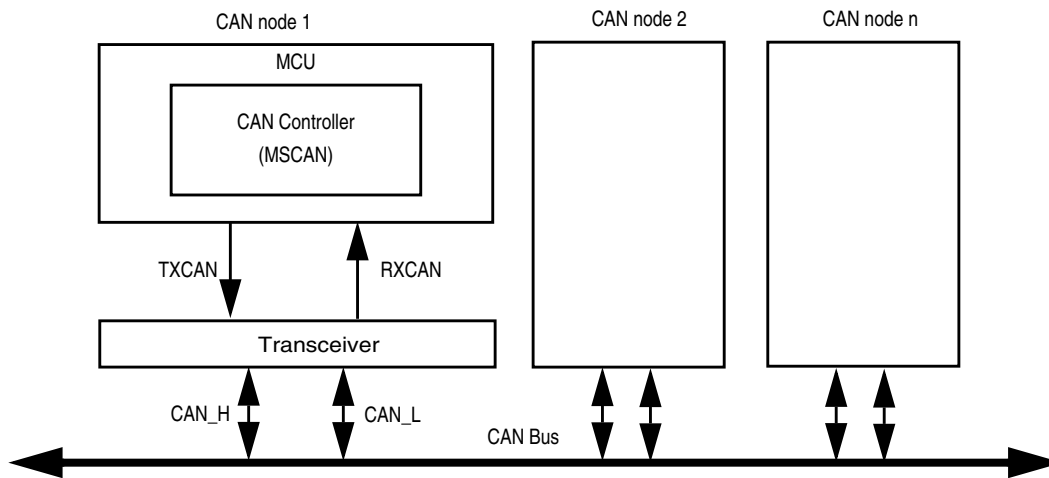 CAN node 1
CAN node 2
CAN node n
MCU
CAN Controller
(MSCAN)
TXCAN
RXCAN
Transceiver
CAN_H
CAN_L
CAN Bus